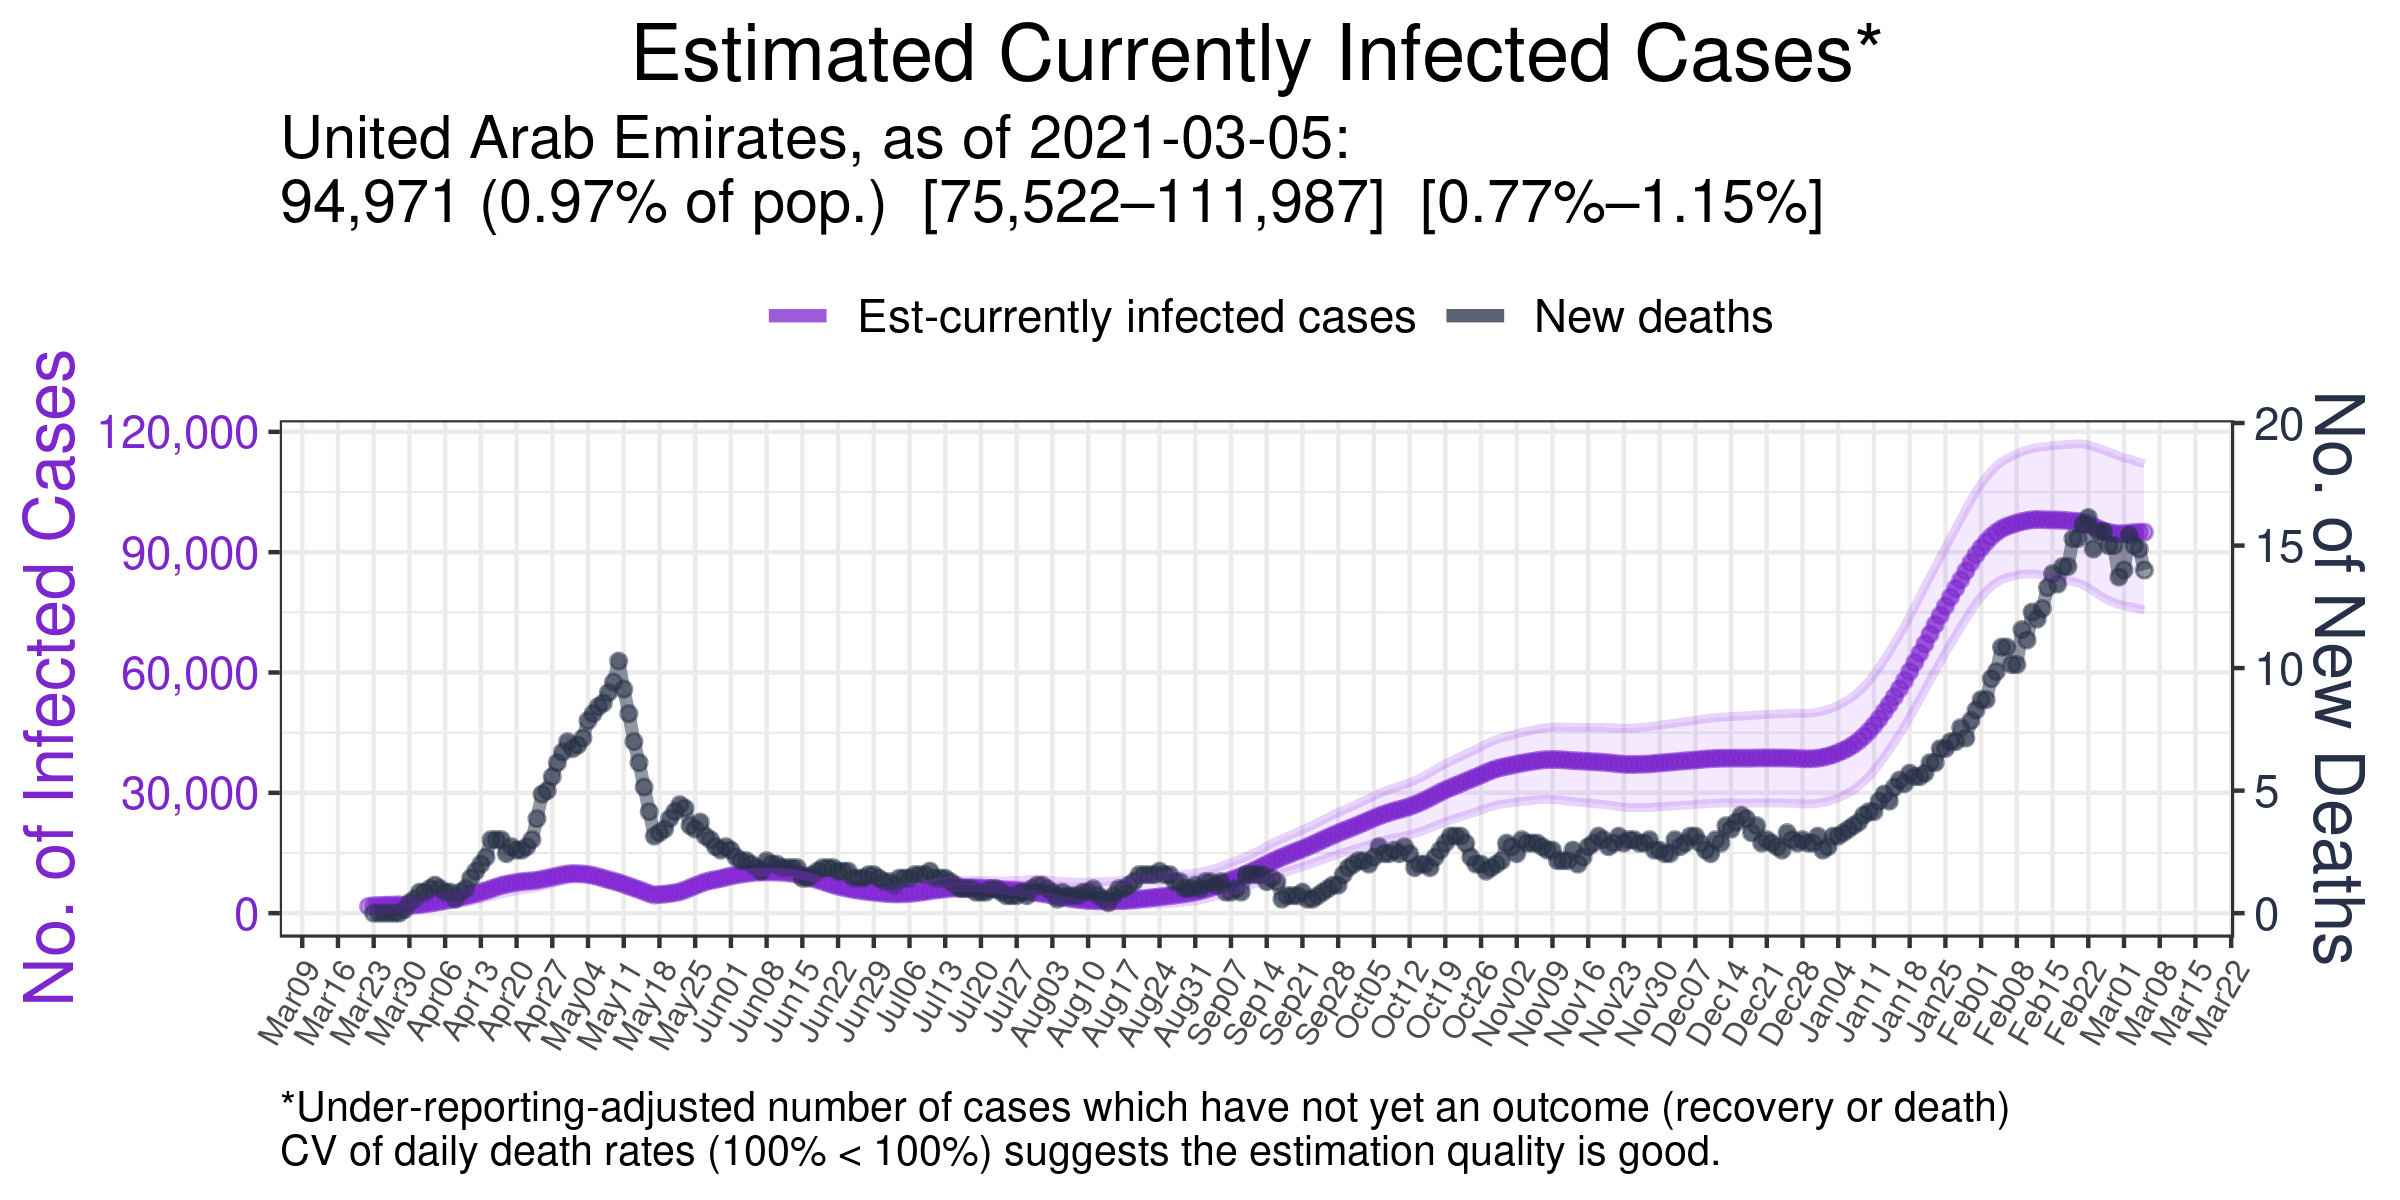 Estimated Currently Infected Cases*
United Arab Emirates, as of 2021-03-05:
94,971 (0.97% of pop.) [75,522–111,987] [0.77%–1.15%]
Est-currently infected cases New deaths
No. of Infected Cases
120,000
90,000
60,000
30,000
0
20
15
10
5
0
No. of New Deaths
Mar09 Mar16 Mar23 Mar30 Apr06 Apr13 Apr20 Apr27 May04 May11 May18 May25 Jun01 Jun08 Jun15 Jun22 Jun29 Jul06 Jul13 Jul20 Jul27 Aug03 Aug10 Aug17 Aug24 Aug31 Sep07 Sep14 Sep21 Sep28 Oct05 Oct12 Oct19 Oct26 Nov02 Nov09 Nov16 Nov23 Nov30 Dec07 Dec14 Dec21 Dec28 Jan04 Jan11 Jan18 Jan25 Feb01 Feb08 Feb15 Feb22 Mar01 Mar08 Mar15 Mar22
*Under-reporting-adjusted number of cases which have not yet an outcome (recovery or death)
CV of daily death rates (100% < 100%) suggests the estimation quality is good.